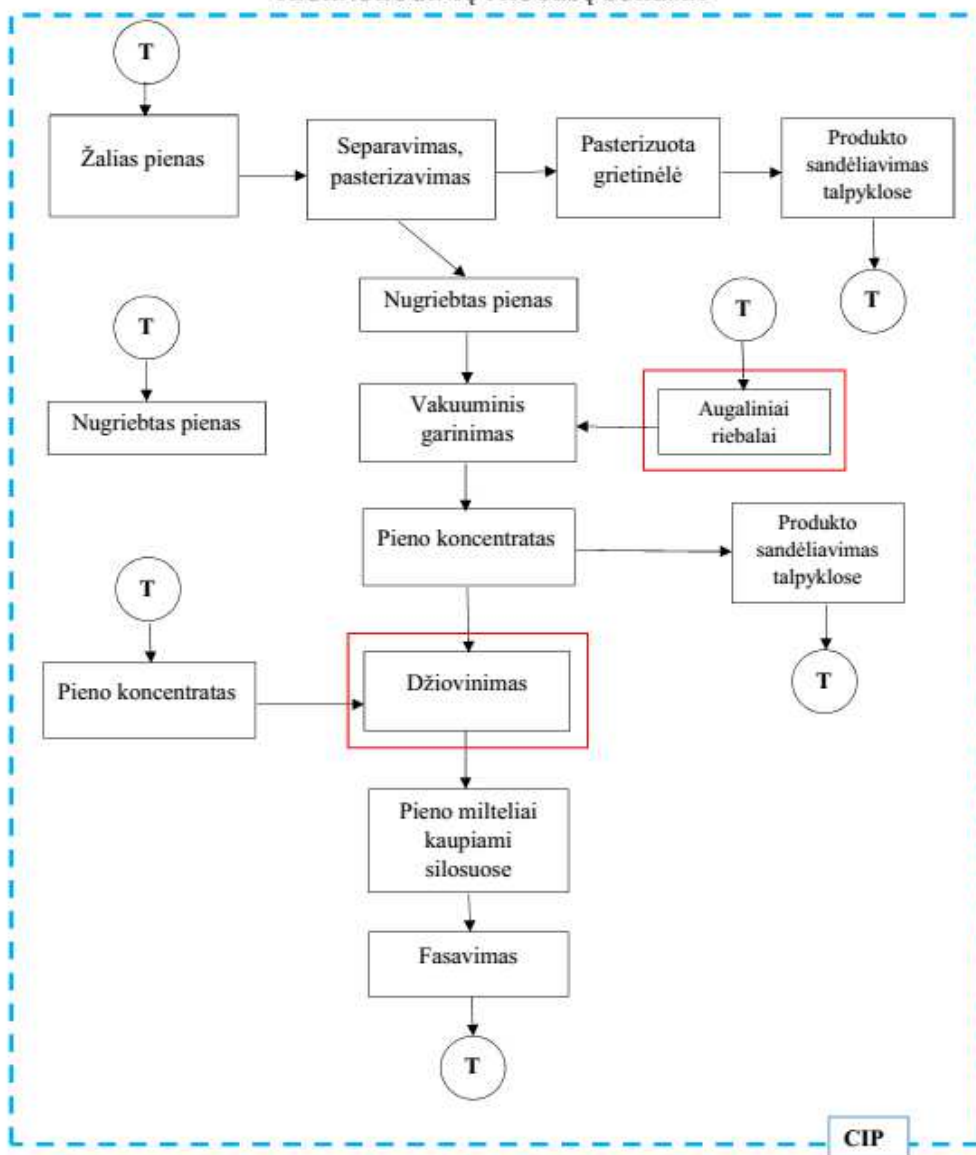 T
Žalias pienas
Separavimas,
pasterizavimas
Pasterizuota
grietinėlė
Produkto
sandėliavimas
talpyklose
T
Nugriebtas pienas
T
T
Nugriebtas pienas
Vakuuminis
garinimas
Augaliniai
riebalai
Pieno koncentratas
Produkto
sandėliavimas
talpyklose
T
T
Pieno koncentratas
Džiovinimas
Pieno milteliai
kaupiami
silosuose
Fasavimas
T
CIP